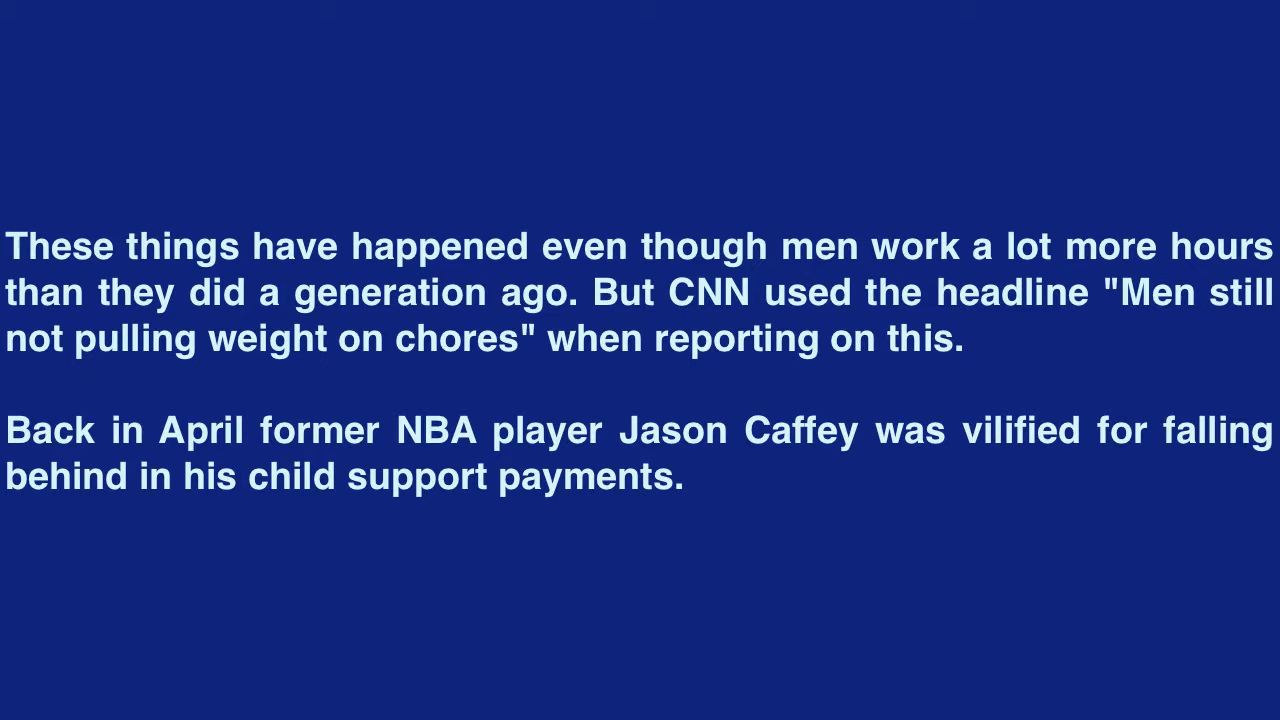 These things have happened even though men work a lot more hours
than they did a generation ago. But CNN used the headline "Men still
not pulling weight on chores" when reporting on this.
Back in April former NBA player Jason Caffey was vilified for falling
behind in his child support payments.